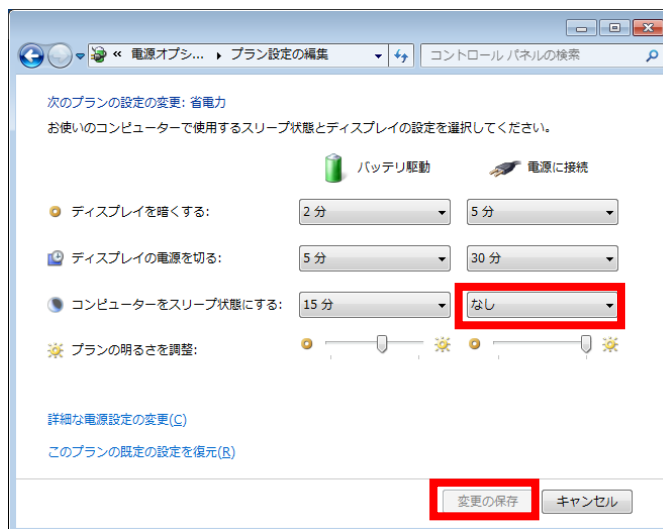 « 電源オプシ... ▸ プラン設定の編集 コントロール パネルの検索
次のプランの設定の変更: 省電力
お使いのコンピューターで使用するスリープ状態とディスプレイの設定を選択してください。
バッテリ駆動 電源に接続
ディスプレイを暗くする: 2 分 5 分
ディスプレイの電源を切る: 5 分 30 分
コンピューターをスリープ状態にする: 15 分 なし
プランの明るさを調整:
詳細な電源設定の変更(C)
このプランの既定の設定を復元(R)
変更の保存 キャンセル